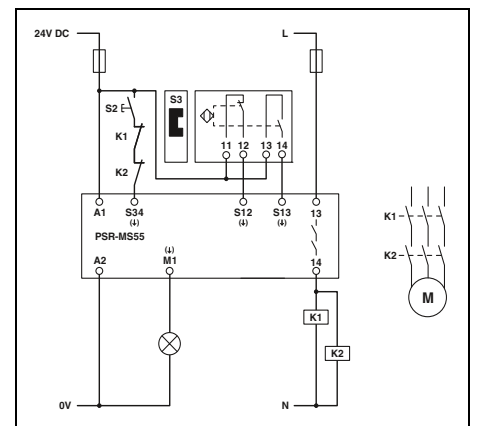 24V DC
L
S2
S3
K1
11 12 13 14
K2
A1 S34 S12 S13 13
(↓) (↓) (↓)
PSR-MS55
(↓)
A2 M1 14
K1
K2
M
K1
K2
0V
N